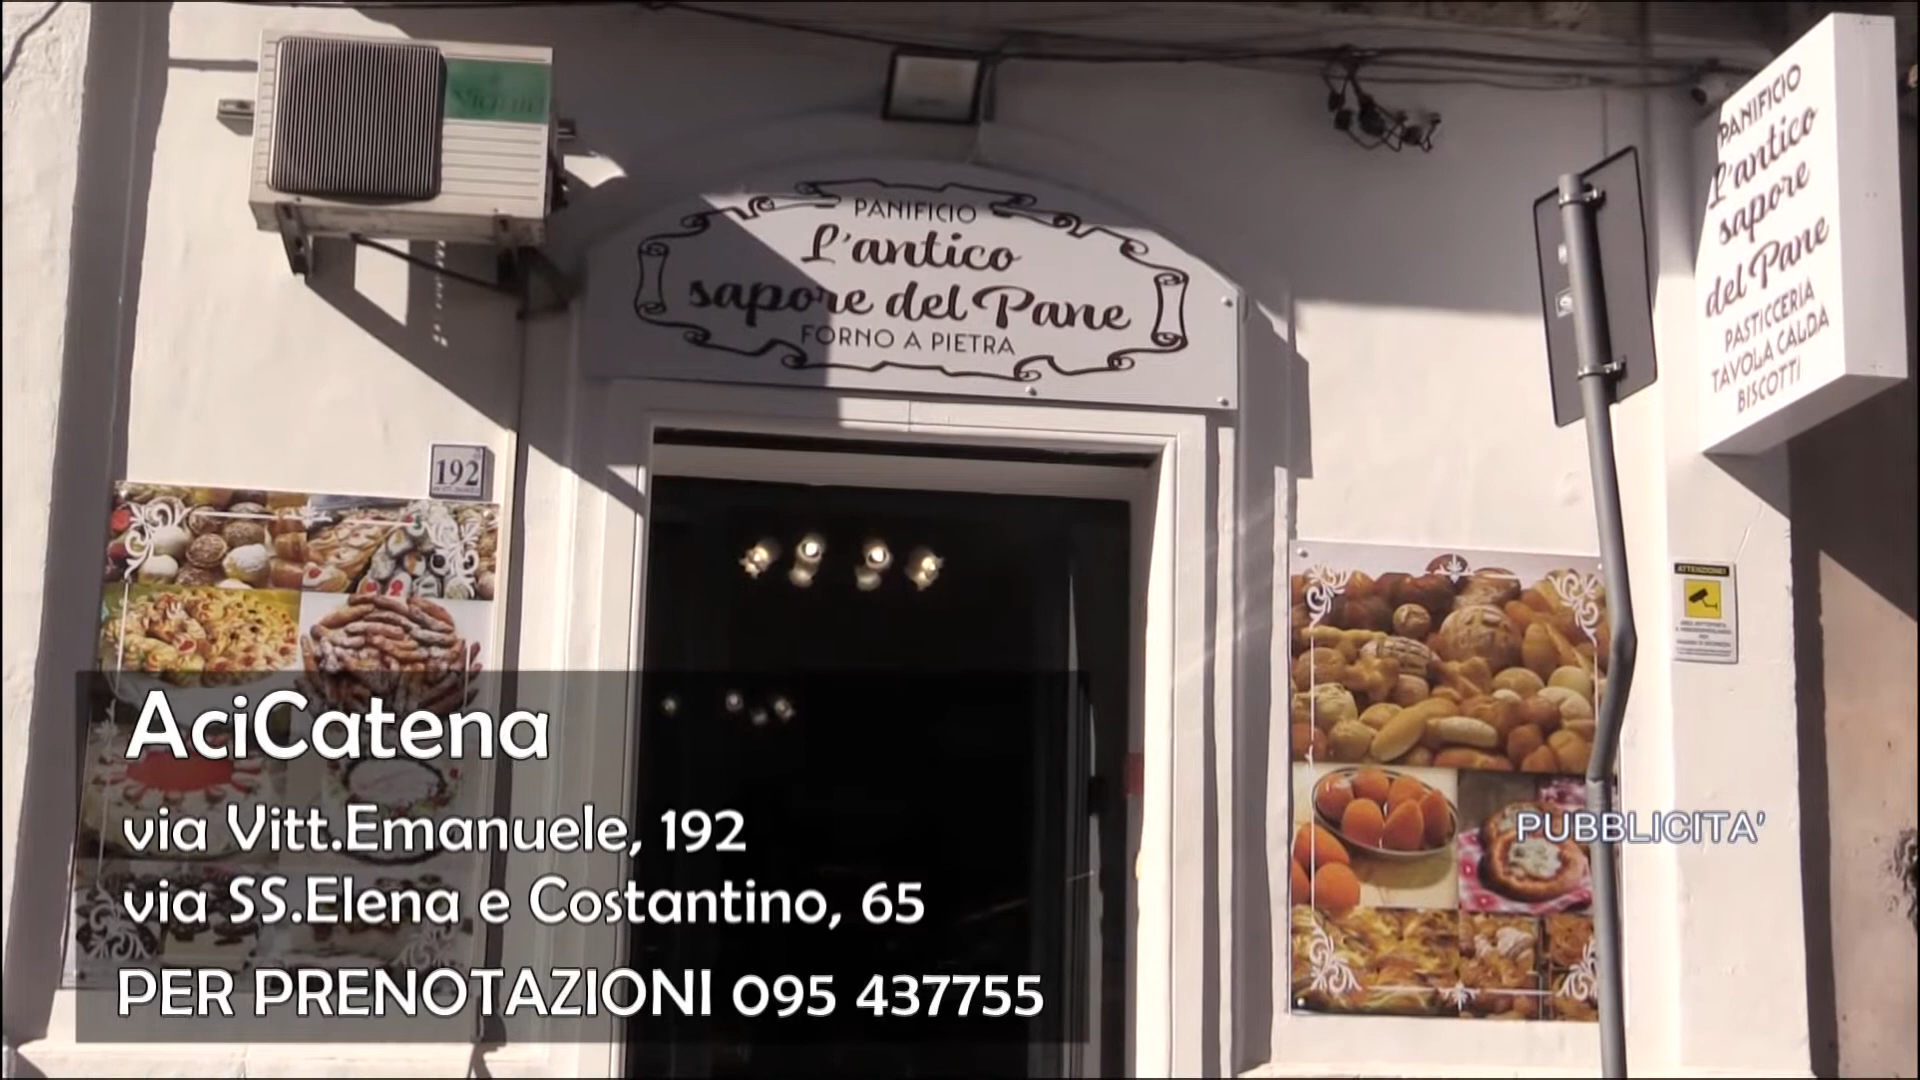 PANIFICIO
L'antico
sapore del Pane
FORNO A PIETRA
PANIFICIO
L'antico
sapore
del Pane
PASTICCERIA
TAVOLA CALDA
BISCOTTI
192
ATTENZIONE!
AciCatena
via Vitt.Emanuele, 192
via SS.Elena e Costantino, 65
PER PRENOTAZIONI 095 437755
PUBBLICITA'